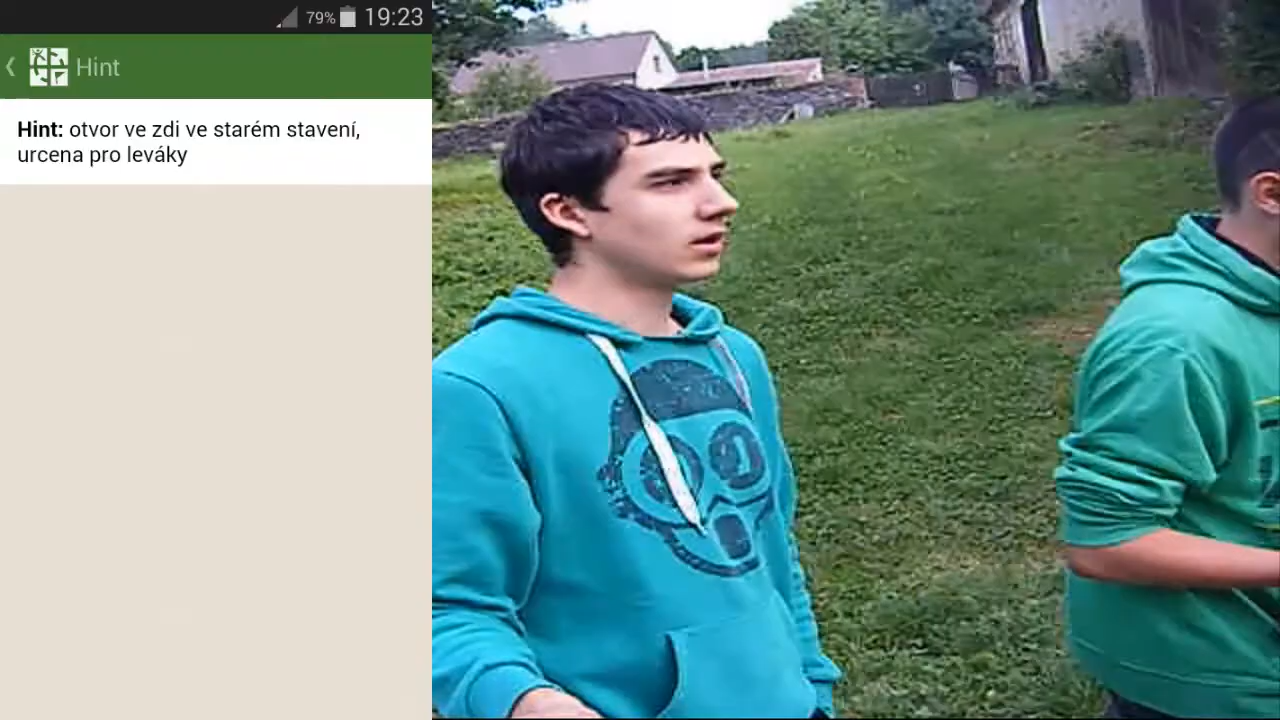 79% 19:23
Hint
Hint: otvor ve zdi ve starém stavení,
urcena pro leváky